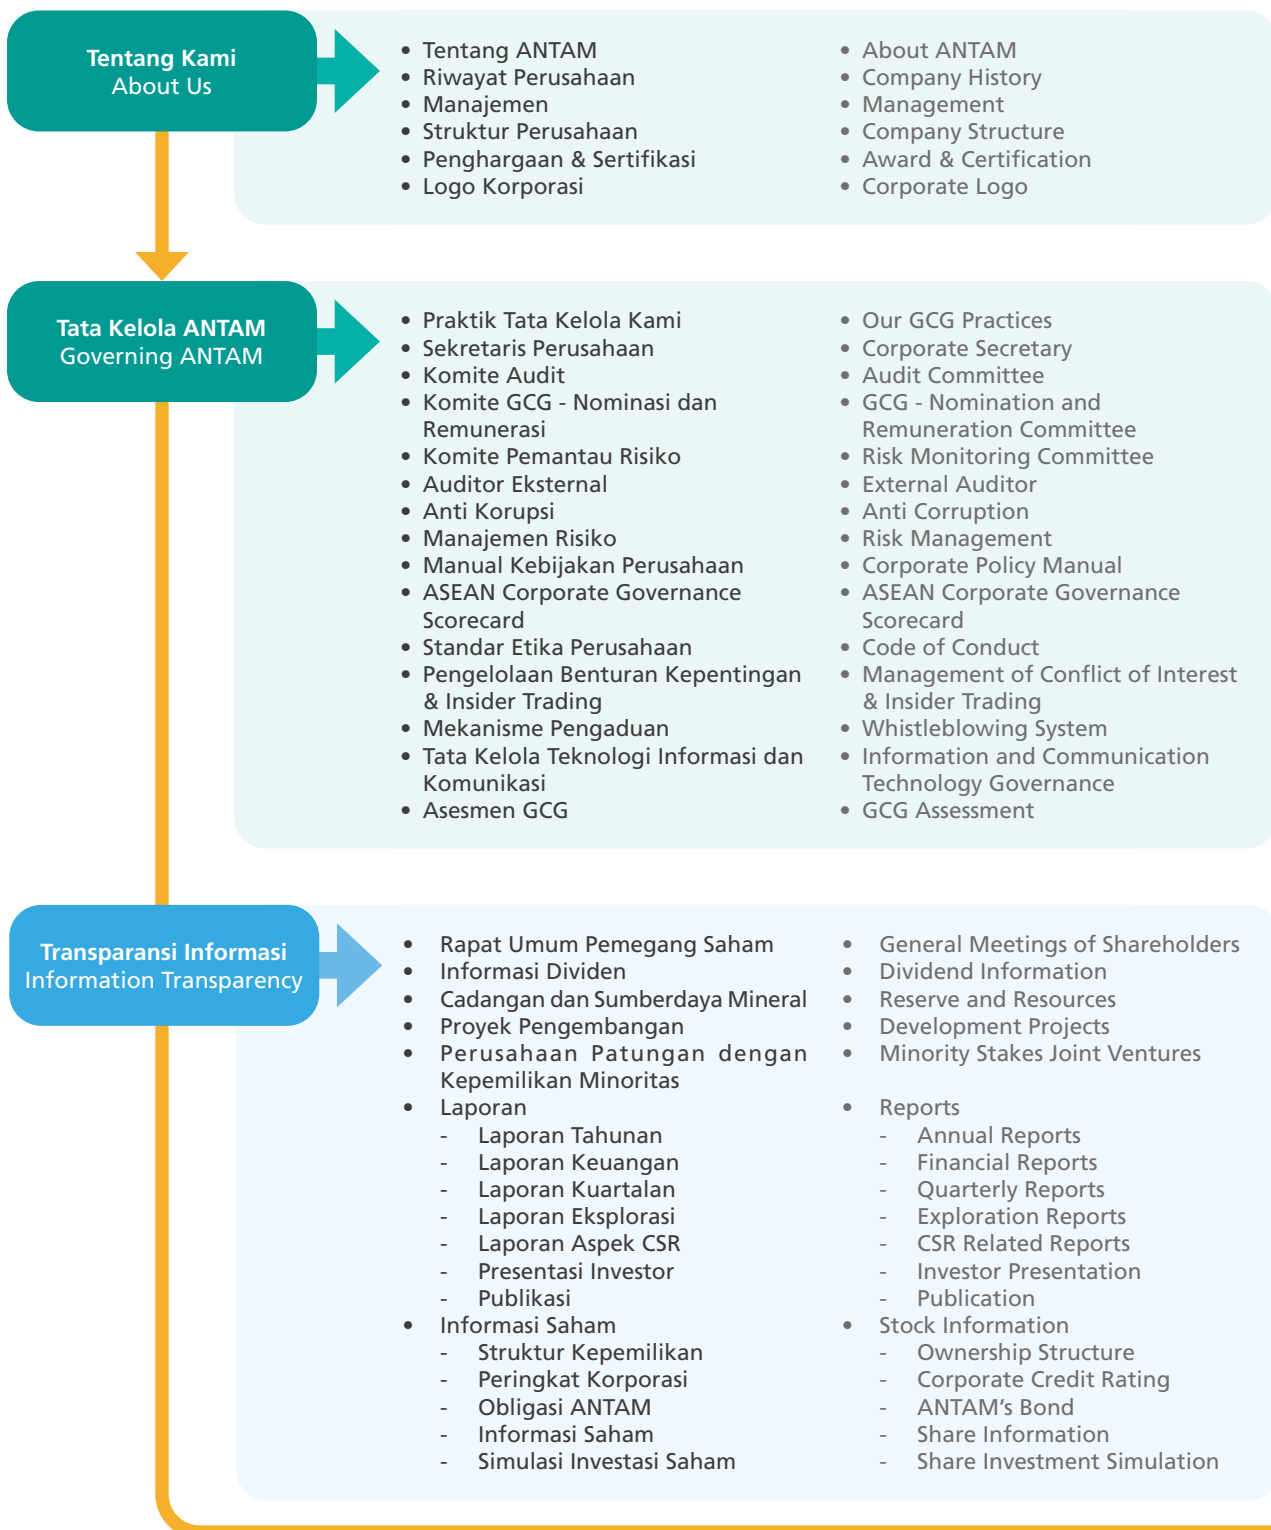 Tentang Kami
About Us
• Tentang ANTAM
• Riwayat Perusahaan
• Manajemen
• Struktur Perusahaan
• Penghargaan & Sertifikasi
• Logo Korporasi
• About ANTAM
• Company History
• Management
• Company Structure
• Award & Certification
• Corporate Logo
Tata Kelola ANTAM
Governing ANTAM
• Praktik Tata Kelola Kami
• Sekretaris Perusahaan
• Komite Audit
• Komite GCG - Nominasi dan
Remunerasi
• Komite Pemantau Risiko
• Auditor Eksternal
• Anti Korupsi
• Manajemen Risiko
• Manual Kebijakan Perusahaan
• ASEAN Corporate Governance
Scorecard
• Standar Etika Perusahaan
• Pengelolaan Benturan Kepentingan
& Insider Trading
• Mekanisme Pengaduan
• Tata Kelola Teknologi Informasi dan
Komunikasi
• Asesmen GCG
• Our GCG Practices
• Corporate Secretary
• Audit Committee
• GCG - Nomination and
Remuneration Committee
• Risk Monitoring Committee
• External Auditor
• Anti Corruption
• Risk Management
• Corporate Policy Manual
• ASEAN Corporate Governance
Scorecard
• Code of Conduct
• Management of Conflict of Interest
& Insider Trading
• Whistleblowing System
• Information and Communication
Technology Governance
• GCG Assessment
Transparansi Informasi
Information Transparency
• Rapat Umum Pemegang Saham
• Informasi Dividen
• Cadangan dan Sumberdaya Mineral
• Proyek Pengembangan
• Perusahaan Patungan dengan
Kepemilikan Minoritas
• Laporan
- Laporan Tahunan
- Laporan Keuangan
- Laporan Kuartalan
- Laporan Eksplorasi
- Laporan Aspek CSR
- Presentasi Investor
- Publikasi
• Informasi Saham
- Struktur Kepemilikan
- Peringkat Korporasi
- Obligasi ANTAM
- Informasi Saham
- Simulasi Investasi Saham
• General Meetings of Shareholders
• Dividend Information
• Reserve and Resources
• Development Projects
• Minority Stakes Joint Ventures
• Reports
- Annual Reports
- Financial Reports
- Quarterly Reports
- Exploration Reports
- CSR Related Reports
- Investor Presentation
- Publication
• Stock Information
- Ownership Structure
- Corporate Credit Rating
- ANTAM's Bond
- Share Information
- Share Investment Simulation